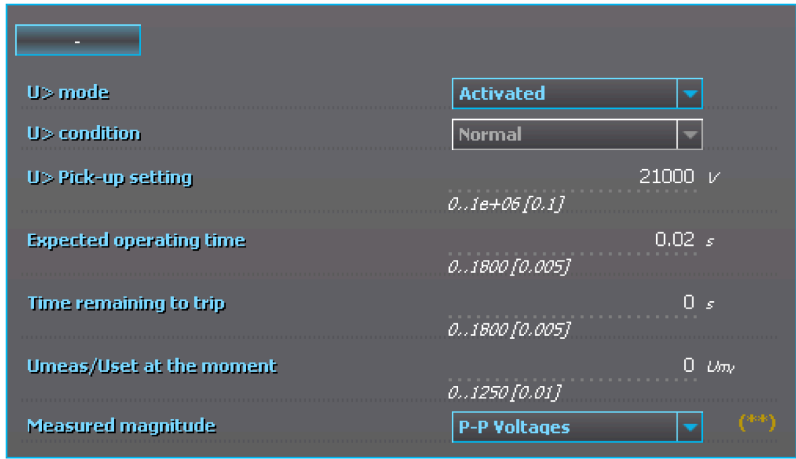 -
U> mode Activated
U> condition Normal
U> Pick-up setting 21000 V
0..1e+06 [0.1]
Expected operating time 0.02 s
0..1800 [0.005]
Time remaining to trip 0 s
0..1800 [0.005]
Umeas/Uset at the moment 0 Um/
0..1250 [0.01]
Measured magnitude P-P Voltages (**)